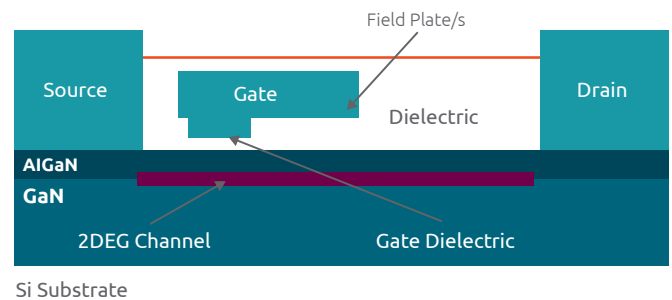 Field Plate/s
Source
Gate
Drain
Dielectric
AlGaN
GaN
2DEG Channel
Gate Dielectric
Si Substrate